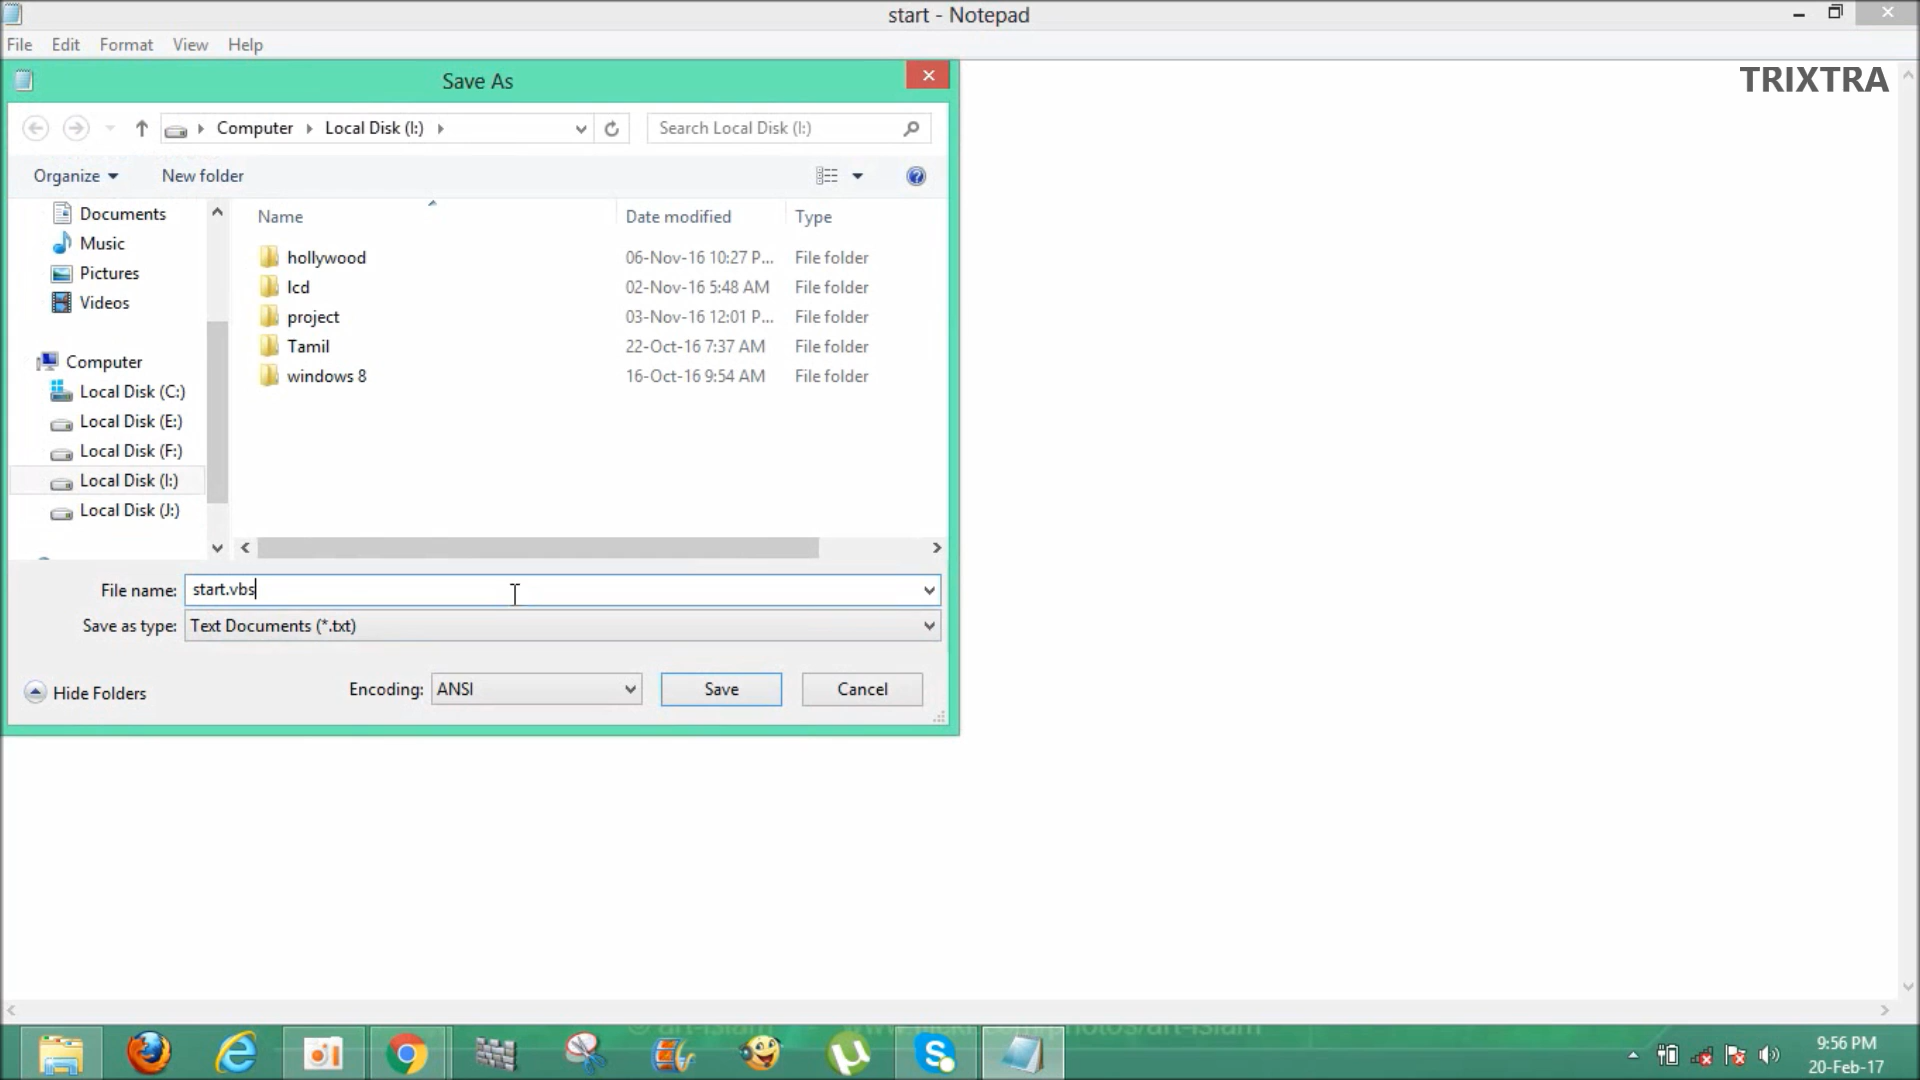 start - Notepad
File Edit Format View Help
TRIXTRA
Save As
Computer Local Disk (I:)
Search Local Disk (I:)
Organize New folder
Name Date modified Type
Documents
Music
Pictures
Videos
Computer
Local Disk (C:)
Local Disk (E:)
Local Disk (F:)
Local Disk (I:)
Local Disk (J:)
hollywood 06-Nov-16 10:27 P... File folder
lcd 02-Nov-16 5:48 AM File folder
project 03-Nov-16 12:01 P... File folder
Tamil 22-Oct-16 7:37 AM File folder
windows 8 16-Oct-16 9:54 AM File folder
File name: start.vbs
Save as type: Text Documents (*.txt)
Hide Folders Encoding: ANSI Save Cancel
9:56 PM
20-Feb-17